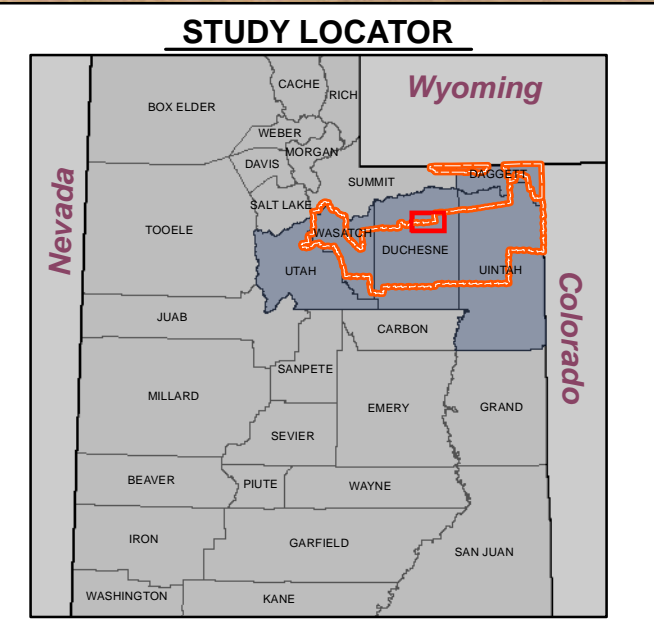 STUDY LOCATOR
CACHE
RICH
Wyoming
BOX ELDER
WEBER
MORGAN
DAVIS
DAGGETT
SUMMIT
SALT LAKE
Nevada
TOOELE
WASATCH
DUCHESNE
UTAH
UINTAH
Colorado
JUAB
CARBON
SANPETE
MILLARD
EMERY
GRAND
SEVIER
BEAVER
PIUTE
WAYNE
IRON
GARFIELD
SAN JUAN
WASHINGTON
KANE